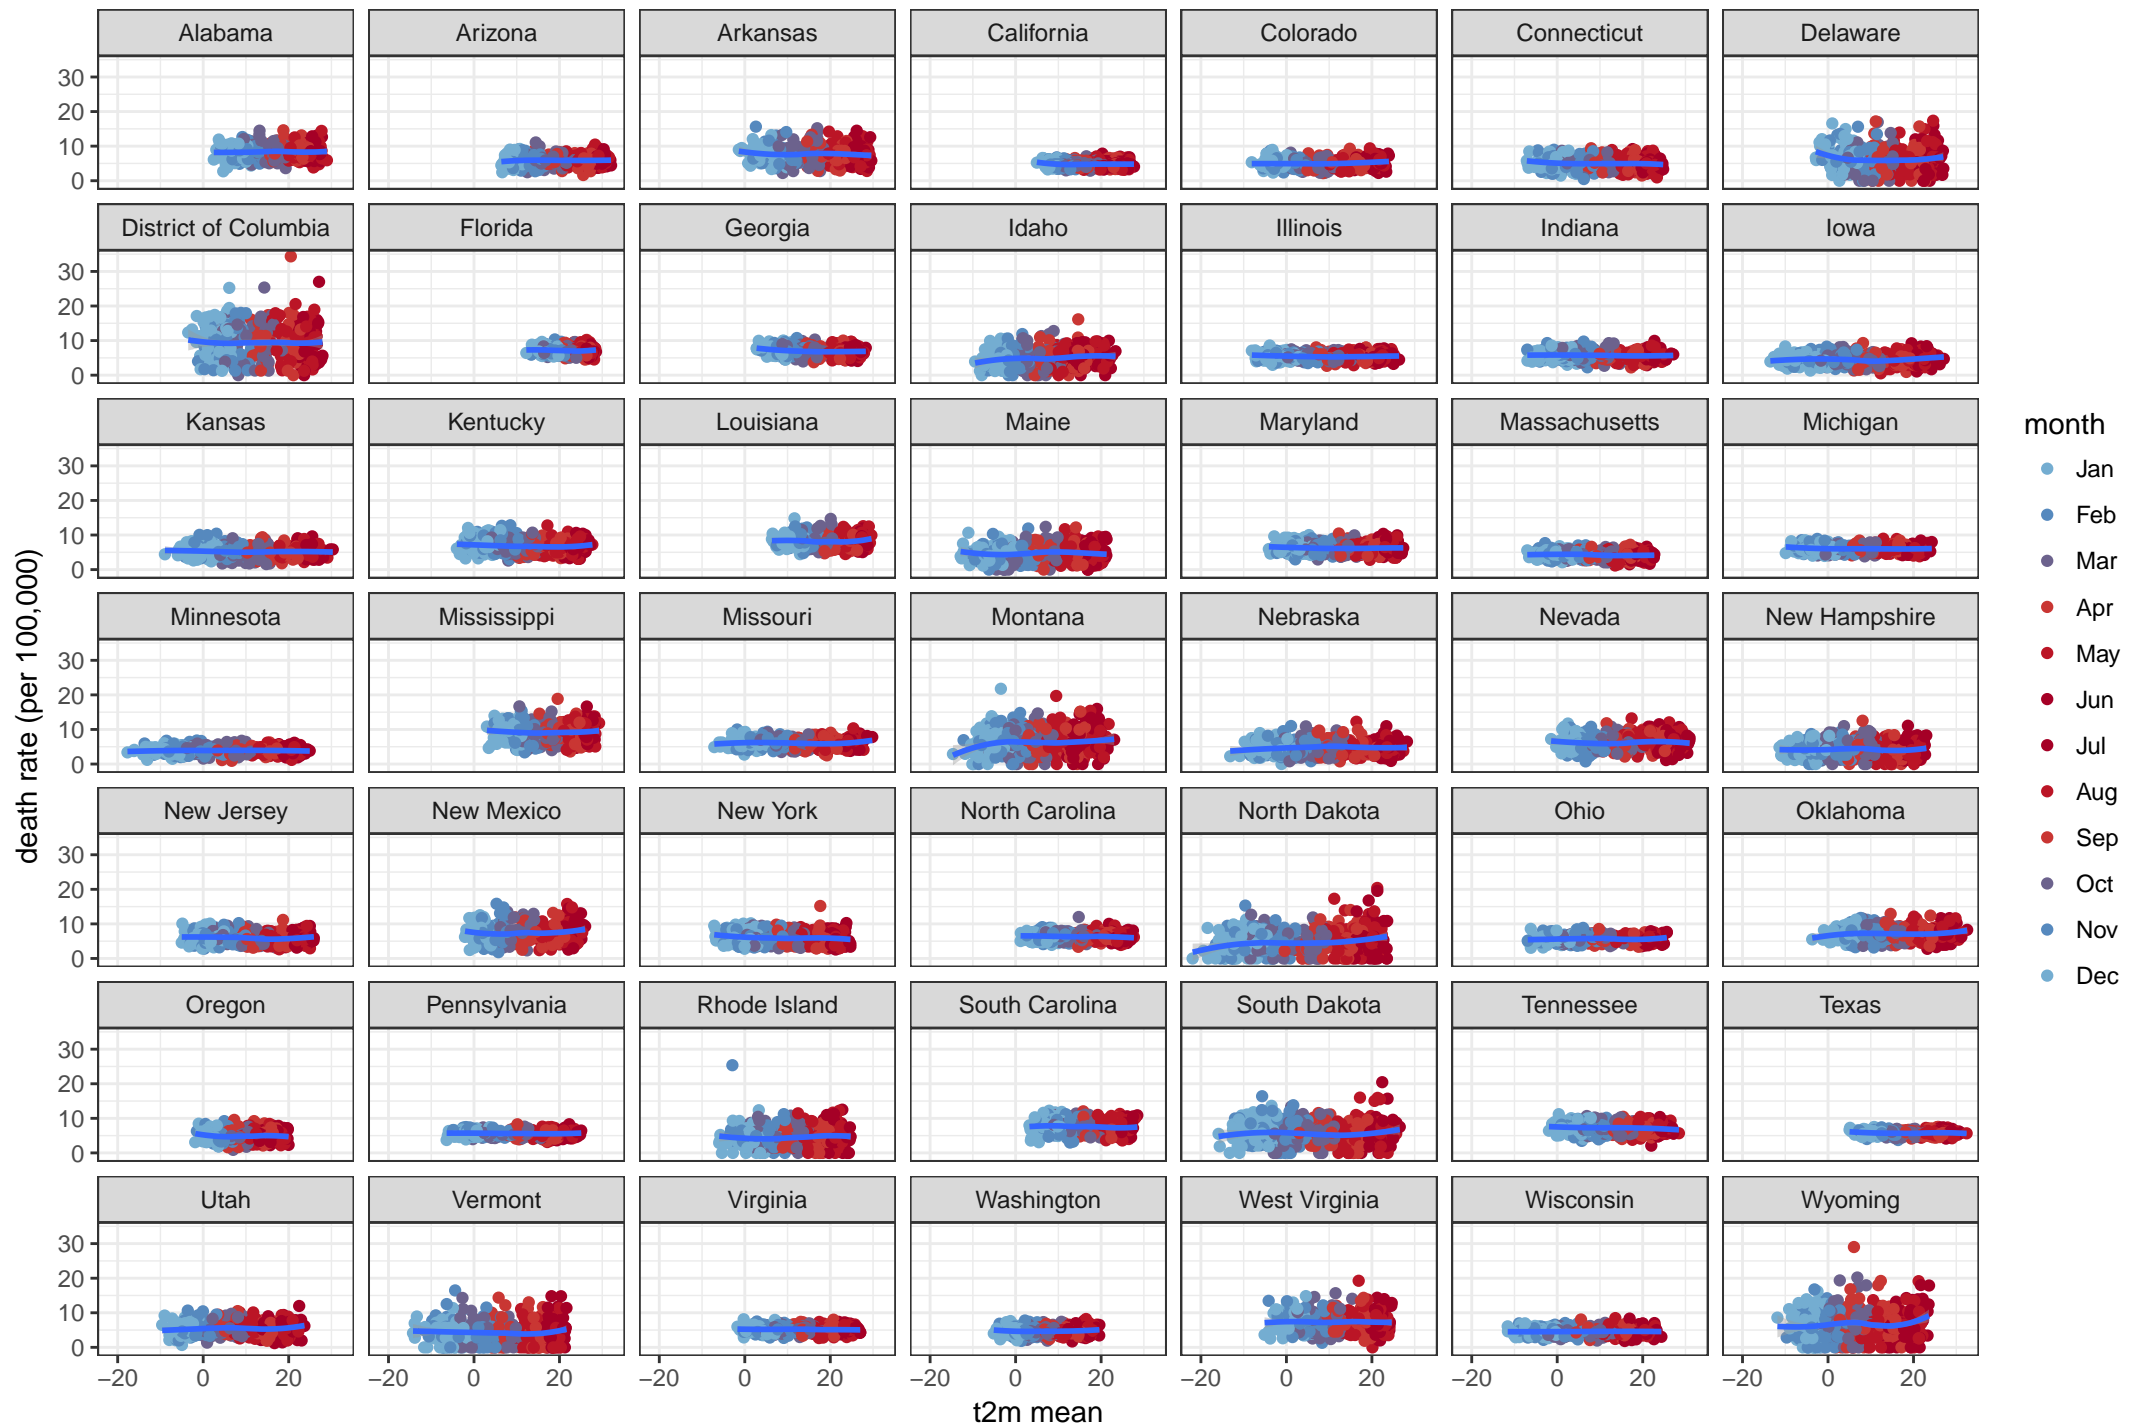 Alabama Arizona Arkansas California Colorado Connecticut Delaware
30
20
10
0
District of Columbia Florida Georgia Idaho Illinois Indiana Iowa
30
20
10
0
Kansas Kentucky Louisiana Maine Maryland Massachusetts Michigan
30
20
10
0
Minnesota Mississippi Missouri Montana Nebraska Nevada New Hampshire
30
20
10
0
New Jersey New Mexico New York North Carolina North Dakota Ohio Oklahoma
30
20
10
0
Oregon Pennsylvania Rhode Island South Carolina South Dakota Tennessee Texas
30
20
10
0
Utah Vermont Virginia Washington West Virginia Wisconsin Wyoming
30
20
10
0
−20 0 20 −20 0 20 −20 0 20 −20 0 20 −20 0 20 −20 0 20 −20 0 20
t2m mean
death rate (per 100,000)
month
Jan
Feb
Mar
Apr
May
Jun
Jul
Aug
Sep
Oct
Nov
Dec